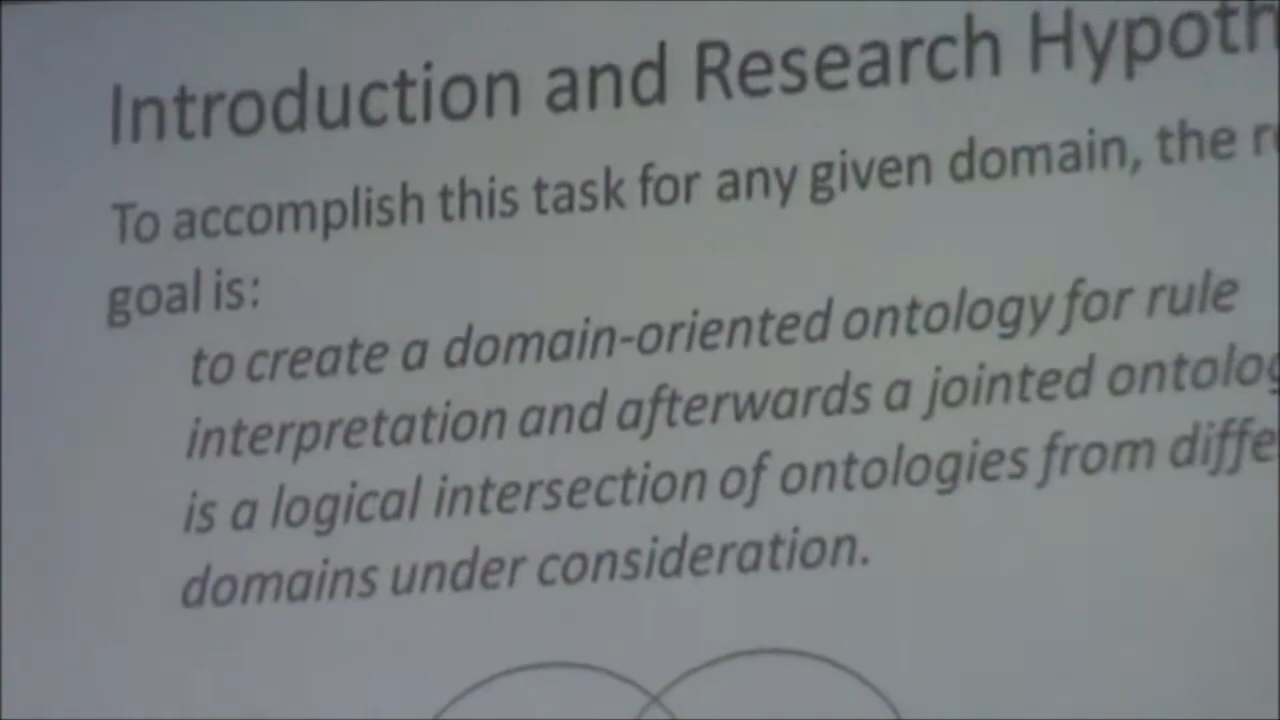 Introduction and Research Hypoth
To accomplish this task for any given domain, the r
goal is:
to create a domain-oriented ontology for rule
interpretation and afterwards a jointed ontolog
is a logical intersection of ontologies from diffe
domains under consideration.